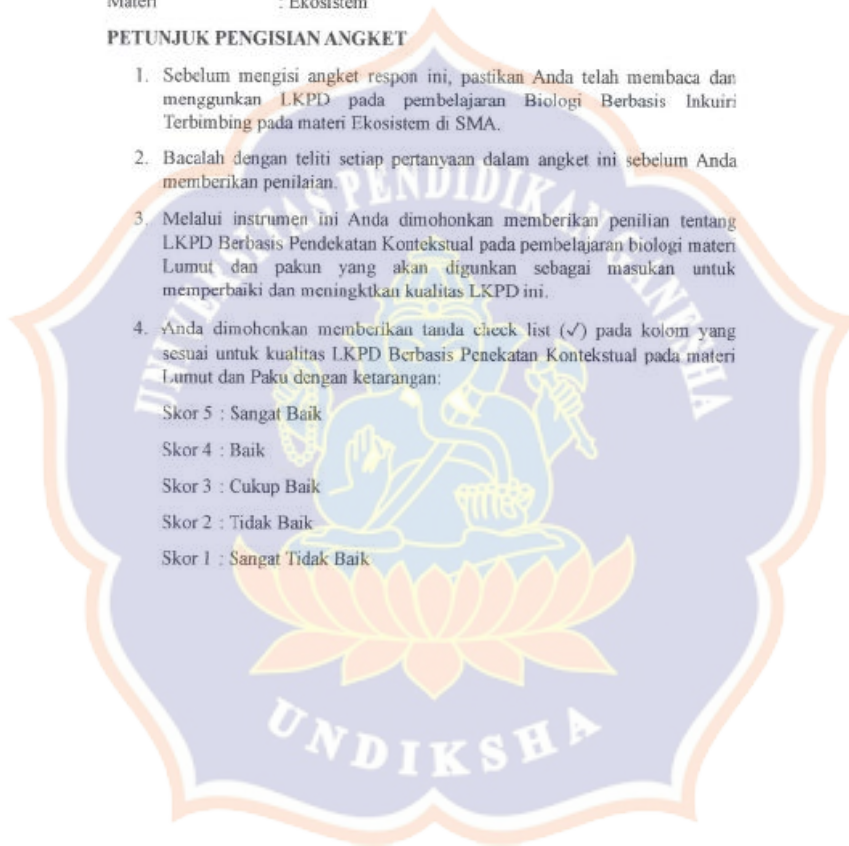 Materi : Ekosistem
PETUNJUK PENGISIAN ANGKET
1. Sebelum mengisi angket respon ini, pastikan Anda telah membaca dan
menggunkan LKPD pada pembelajaran Biologi Berbasis Inkuiri
Terbimbing pada materi Ekosistem di SMA.
2. Bacalah dengan teliti setiap pertanyaan dalam angket ini sebelum Anda
memberikan penilaian.
3. Melalui instrumen ini Anda dimohonkan memberikan penilian tentang
LKPD Berbasis Pendekatan Kontekstual pada pembelajaran biologi materi
Lumut dan pakun yang akan digunkan sebagai masukan untuk
memperbaiki dan meningktkan kualitas LKPD ini.
4. Anda dimohonkan memberikan tanda check list (✓) pada kolom yang
sesuai untuk kualitas LKPD Berbasis Penekatan Kontekstual pada materi
Lumut dan Paku dengan ketarangan:
Skor 5 : Sangat Baik
Skor 4 : Baik
Skor 3 : Cukup Baik
Skor 2 : Tidak Baik
Skor 1 : Sangat Tidak Baik
UNIVERSITAS PENDIDIKAN GANESHA
UNDIKSHA